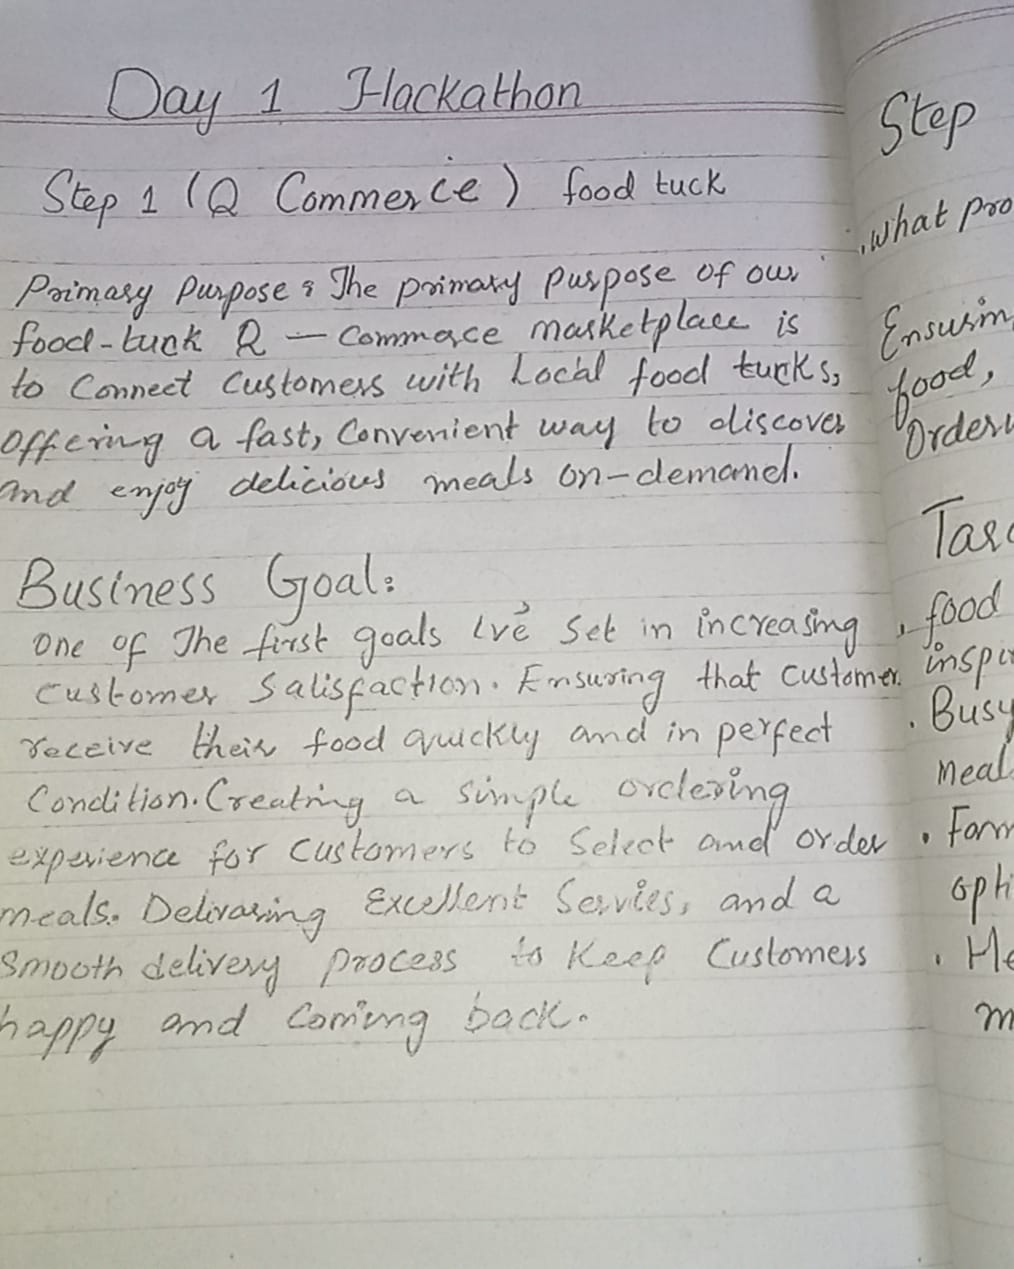 Day 1 Hackathon
Step 1 (Q Commerce) food tuck
Primary Purpose: The primary purpose of our
food-tuck Q - Commerce marketplace is
to Connect Customers with Local food tucks,
offering a fast, Convenient way to discover
and enjoy delicious meals on-demand.
Business Goal:
one of The first goals I've Set in increasing
customer Satisfaction. Ensuring that Customer
receive their food quickly and in perfect
Condition. Creating a simple ordering
experience for Customers to Select and order
meals. Delivaring Excellent Servies, and a
smooth delivery process to Keep Customers
happy and Coming back.
Step
what pro
Ensurin
food,
Order
Tar
food
inspi
Busy
meal
Fam
opti
He
m